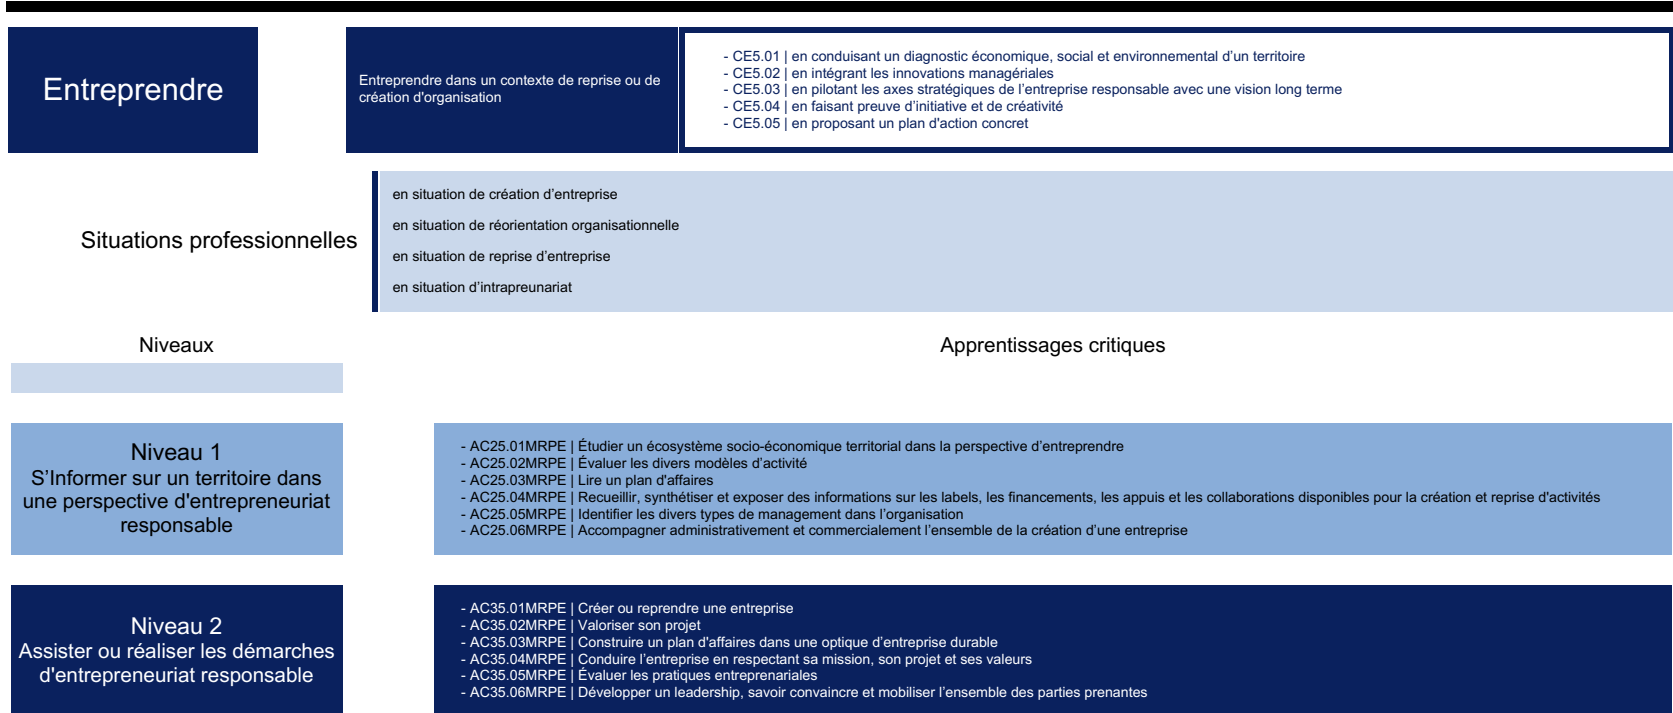 Entreprendre
Entreprendre dans un contexte de reprise ou de
création d'organisation
- CE5.01 | en conduisant un diagnostic économique, social et environnemental d’un territoire
- CE5.02 | en intégrant les innovations managériales
- CE5.03 | en pilotant les axes stratégiques de l’entreprise responsable avec une vision long terme
- CE5.04 | en faisant preuve d’initiative et de créativité
- CE5.05 | en proposant un plan d'action concret
Situations professionnelles
en situation de création d’entreprise
en situation de réorientation organisationnelle
en situation de reprise d’entreprise
en situation d’intrapreunariat
Niveaux
Apprentissages critiques
Niveau 1
S’Informer sur un territoire dans
une perspective d'entrepreneuriat
responsable
- AC25.01MRPE | Étudier un écosystème socio-économique territorial dans la perspective d’entreprendre
- AC25.02MRPE | Évaluer les divers modèles d’activité
- AC25.03MRPE | Lire un plan d'affaires
- AC25.04MRPE | Recueillir, synthétiser et exposer des informations sur les labels, les financements, les appuis et les collaborations disponibles pour la création et reprise d'activités
- AC25.05MRPE | Identifier les divers types de management dans l’organisation
- AC25.06MRPE | Accompagner administrativement et commercialement l’ensemble de la création d’une entreprise
Niveau 2
Assister ou réaliser les démarches
d'entrepreneuriat responsable
- AC35.01MRPE | Créer ou reprendre une entreprise
- AC35.02MRPE | Valoriser son projet
- AC35.03MRPE | Construire un plan d'affaires dans une optique d’entreprise durable
- AC35.04MRPE | Conduire l’entreprise en respectant sa mission, son projet et ses valeurs
- AC35.05MRPE | Évaluer les pratiques entreprenariales
- AC35.06MRPE | Développer un leadership, savoir convaincre et mobiliser l’ensemble des parties prenantes